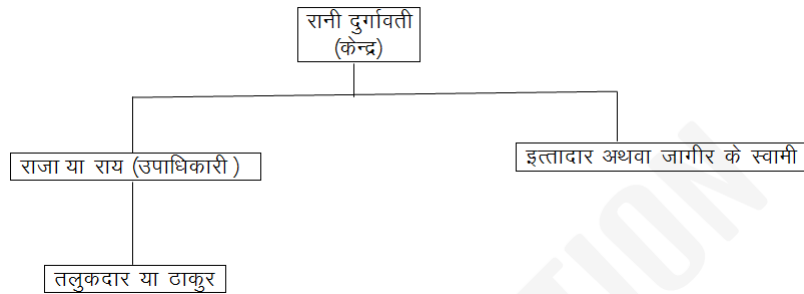 रानी दुर्गावती
(केन्द्र)
राजा या राय (उपाधिकारी )
इत्तादार अथवा जागीर के स्वामी
तलुकदार या ठाकुर